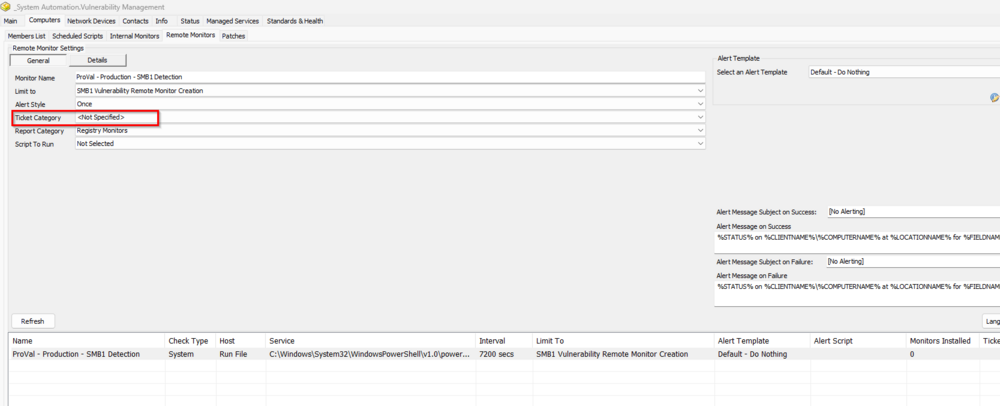 _System Automation.Vulnerability Management
Main Computers Network Devices Contacts Info Status Managed Services Standards & Health
Members List Scheduled Scripts Internal Monitors Remote Monitors Patches
Remote Monitor Settings
General Details
Monitor Name ProVal - Production - SMB1 Detection
Limit to SMB1 Vulnerability Remote Monitor Creation
Alert Style Once
Ticket Category <Not Specified>
Report Category Registry Monitors
Script To Run Not Selected
Alert Template
Select an Alert Template Default - Do Nothing
Alert Message Subject on Success: [No Alerting]
Alert Message on Success
%STATUS% on %CLIENTNAME%\%COMPUTERNAME% at %LOCATIONNAME% for %FIELDNAM
Alert Message Subject on Failure: [No Alerting]
Alert Message on Failure
%STATUS% on %CLIENTNAME%\%COMPUTERNAME% at %LOCATIONNAME% for %FIELDNAM
Refresh Lang
Name Check Type Host Service Interval Limit To Alert Template Alert Script Monitors Installed Ticke
ProVal - Production - SMB1 Detection System Run File C:\Windows\System32\WindowsPowerShell\v1.0\power... 7200 secs SMB1 Vulnerability Remote Monitor Creation Default - Do Nothing 0